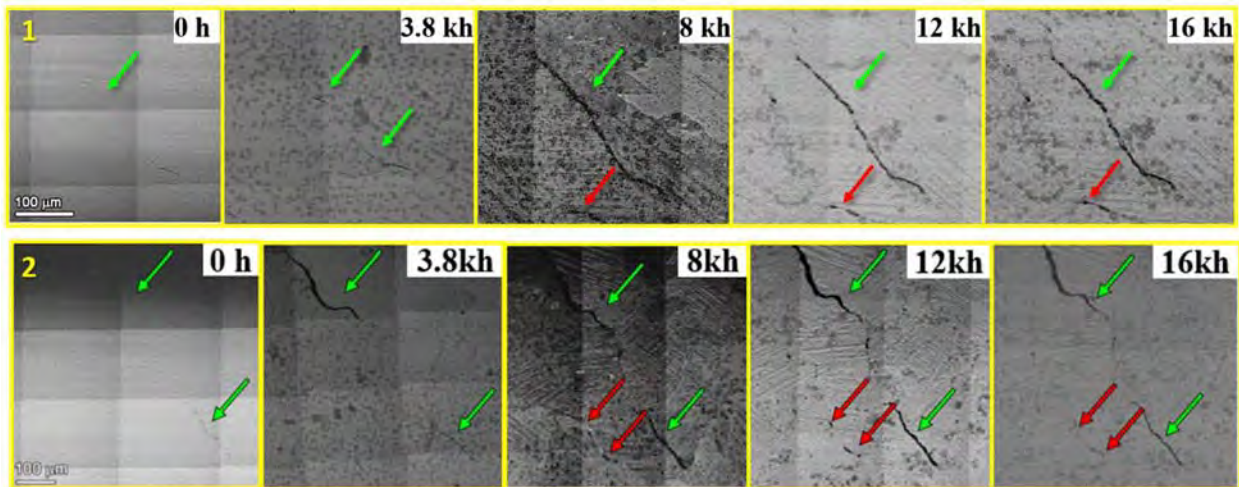 1
0 h
3.8 kh
8 kh
12 kh
16 kh
100 μm
2
0 h
3.8kh
8kh
12kh
16kh
100 μm